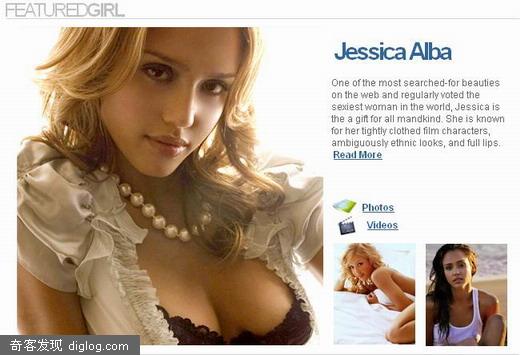 FEATUREDGIRL
Jessica Alba
One of the most searched-for beauties
on the web and regularly voted the
sexiest woman in the world, Jessica is
the a gift for all mandkind. She is known
for her tightly clothed film characters,
ambiguously ethnic looks, and full lips.
Read More
Photos
Videos
奇客发现 diglog.com